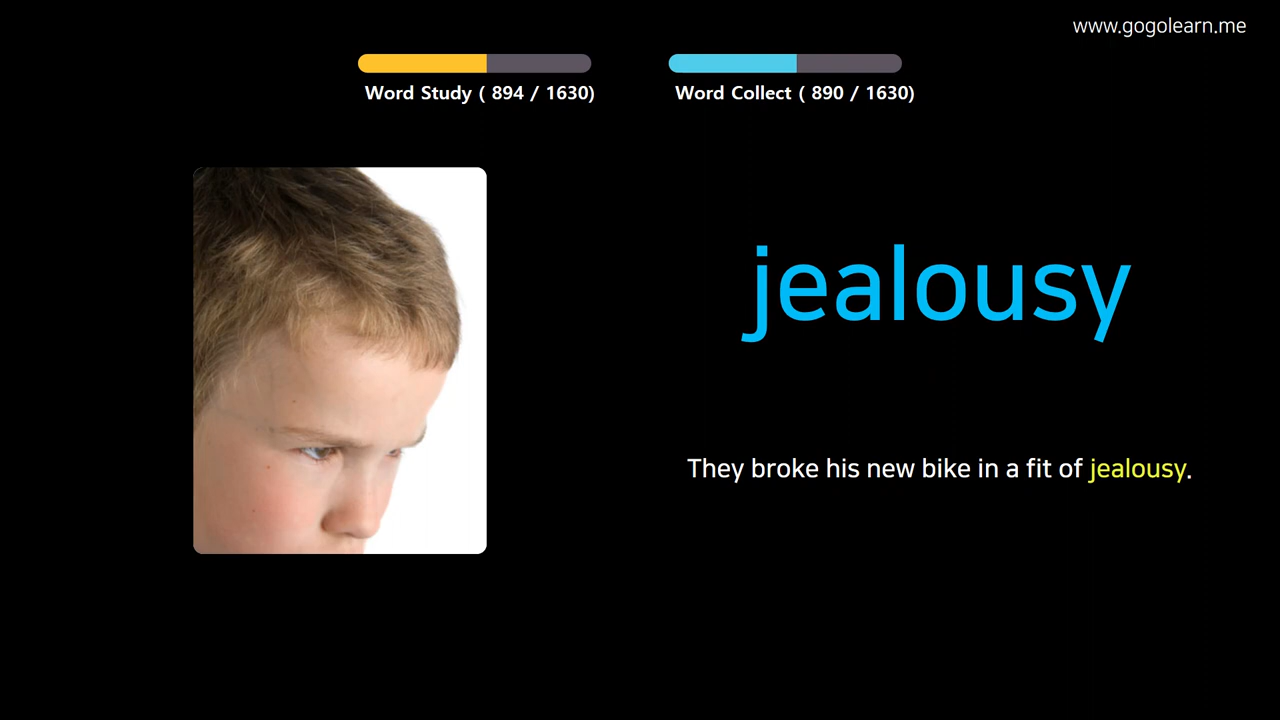 www.gogolearn.me
Word Study ( 894 / 1630)
Word Collect ( 890 / 1630)
jealousy
They broke his new bike in a fit of jealousy.